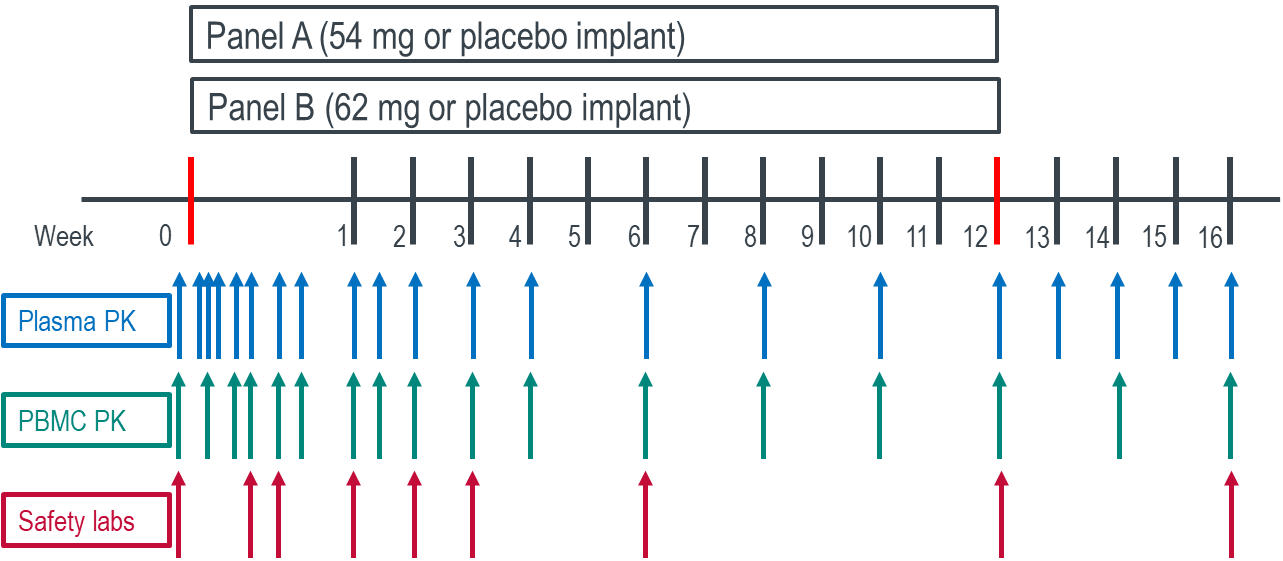 Panel A (54 mg or placebo implant)
Panel B (62 mg or placebo implant)
Week 0 1 2 3 4 5 6 7 8 9 10 11 12 13 14 15 16
Plasma PK
PBMC PK
Safety labs